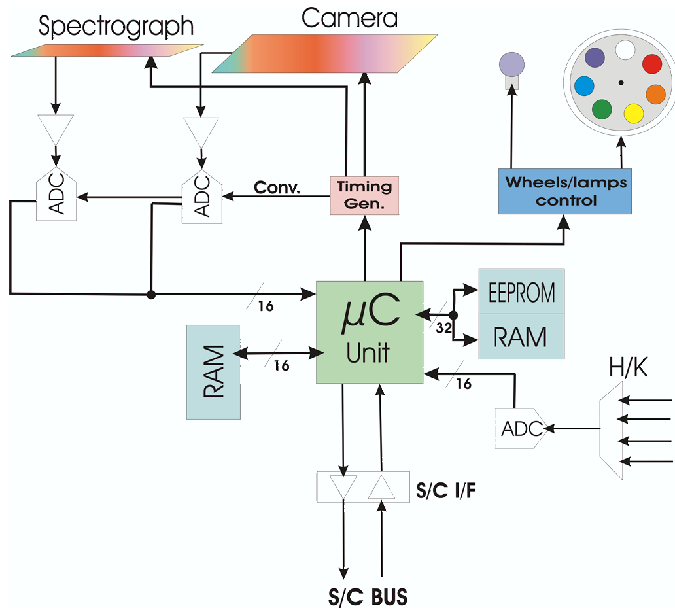 Camera
Spectrograph
ADC
ADC
Conv.
Timing
Gen.
Wheels/lamps
control
16
µC
Unit
32
EEPROM
RAM
RAM
16
16
H/K
ADC
S/C I/F
S/C BUS